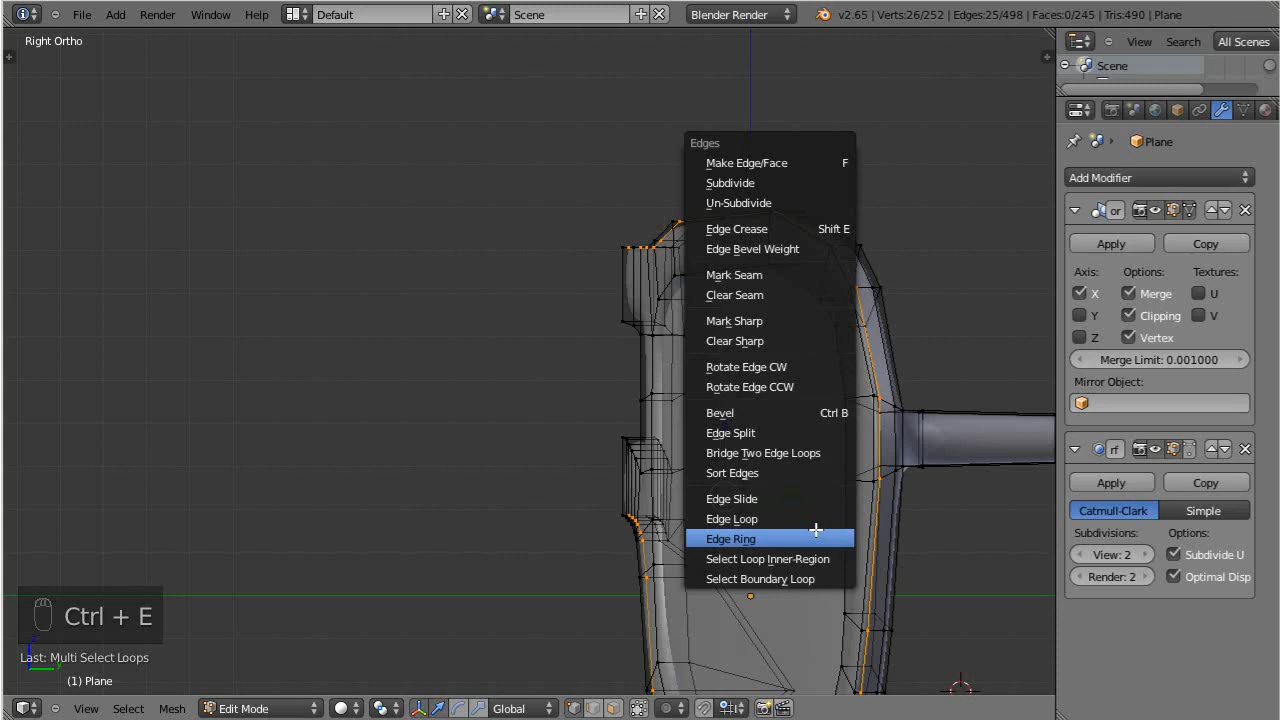 File Add Render Window Help Default Scene Blender Render v2.65 | Verts:26/252 | Edges:25/498 | Faces:0/245 | Tris:490 | Plane
Right Ortho
View Search All Scenes
Scene
Plane
Add Modifier
or
Apply Copy
Axis: Options: Textures:
X Merge U
Y Clipping V
Z Vertex
Merge Limit: 0.001000
Mirror Object:
rf
Apply Copy
Catmull-Clark Simple
Subdivisions: Options:
View: 2 Subdivide U
Render: 2 Optimal Disp
Edges
Make Edge/Face F
Subdivide
Un-Subdivide
Edge Crease Shift E
Edge Bevel Weight
Mark Seam
Clear Seam
Mark Sharp
Clear Sharp
Rotate Edge CW
Rotate Edge CCW
Bevel Ctrl B
Edge Split
Bridge Two Edge Loops
Sort Edges
Edge Slide
Edge Loop
Edge Ring
Select Loop Inner-Region
Select Boundary Loop
Ctrl + E
z
y
Last: Multi Select Loops
(1) Plane
View Select Mesh Edit Mode Global